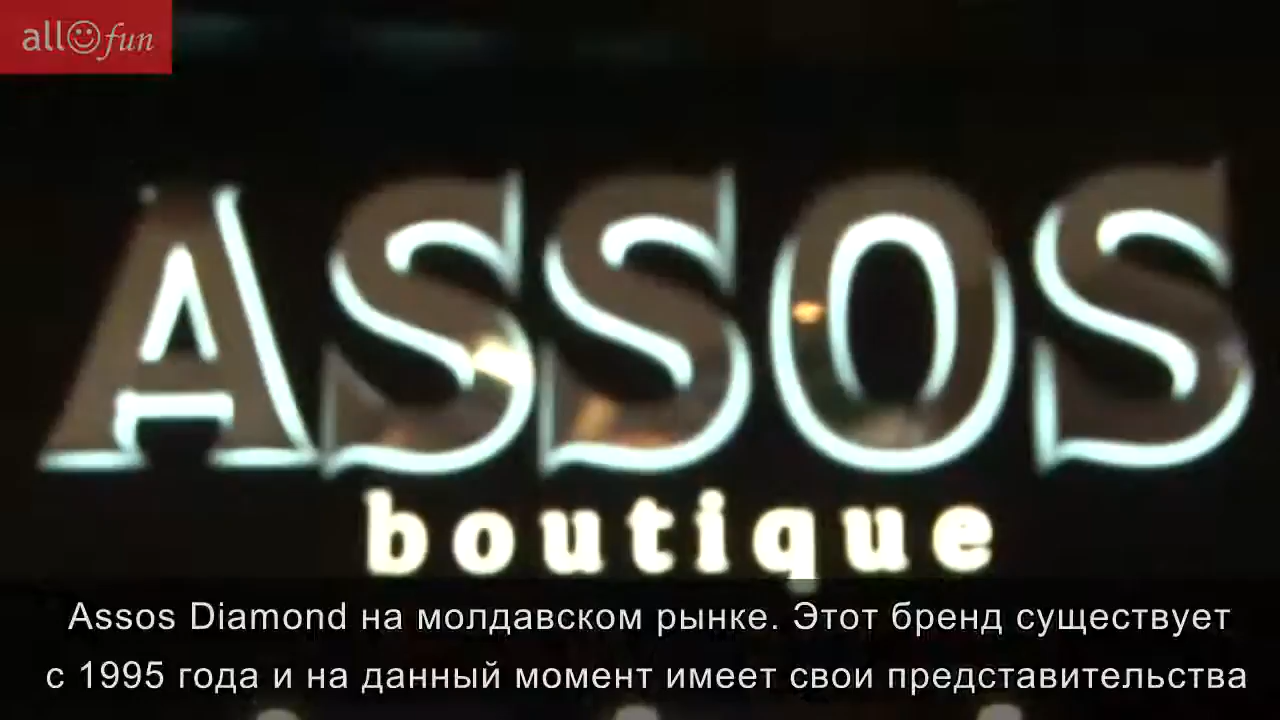 all fun
ASSOS
boutique
Assos Diamond на молдавском рынке. Этот бренд существует
с 1995 года и на данный момент имеет свои представительства